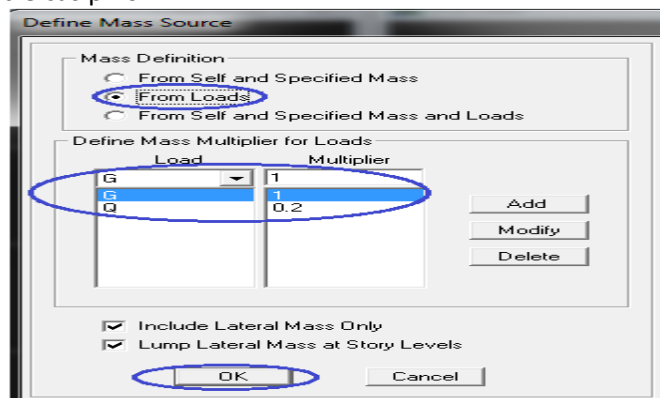 Define Mass Source
Mass Definition
From Self and Specified Mass
From Loads
From Self and Specified Mass and Loads
Define Mass Multiplier for Loads
Load Multiplier
G 1
G 1
Q 0.2
Add
Modify
Delete
Include Lateral Mass Only
Lump Lateral Mass at Story Levels
OK Cancel